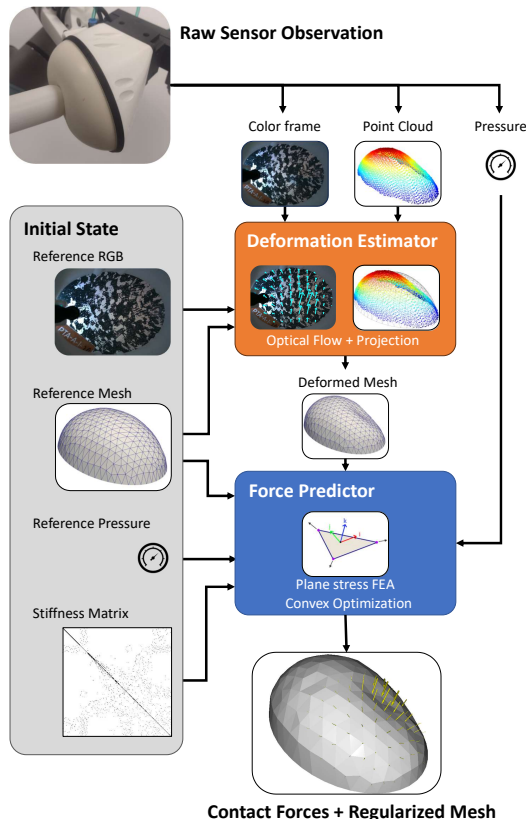 Raw Sensor Observation
Color frame
Point Cloud
Pressure
Initial State
Reference RGB
Deformation Estimator
Optical Flow + Projection
Reference Mesh
Deformed Mesh
Force Predictor
Reference Pressure
Plane stress FEA
Convex Optimization
Stiffness Matrix
Contact Forces + Regularized Mesh